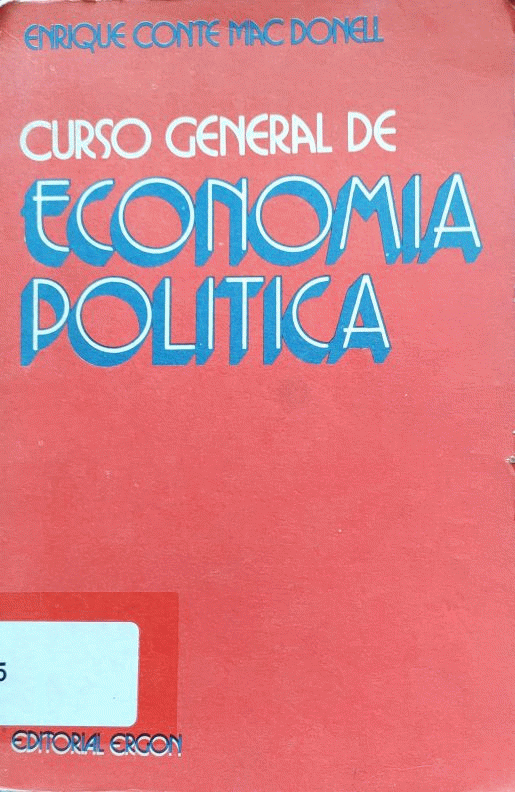 ENRIQUE CONTE MAC DONELL
CURSO GENERAL DE
ECONOMIA
POLITICA
5
EDITORIAL ERGON